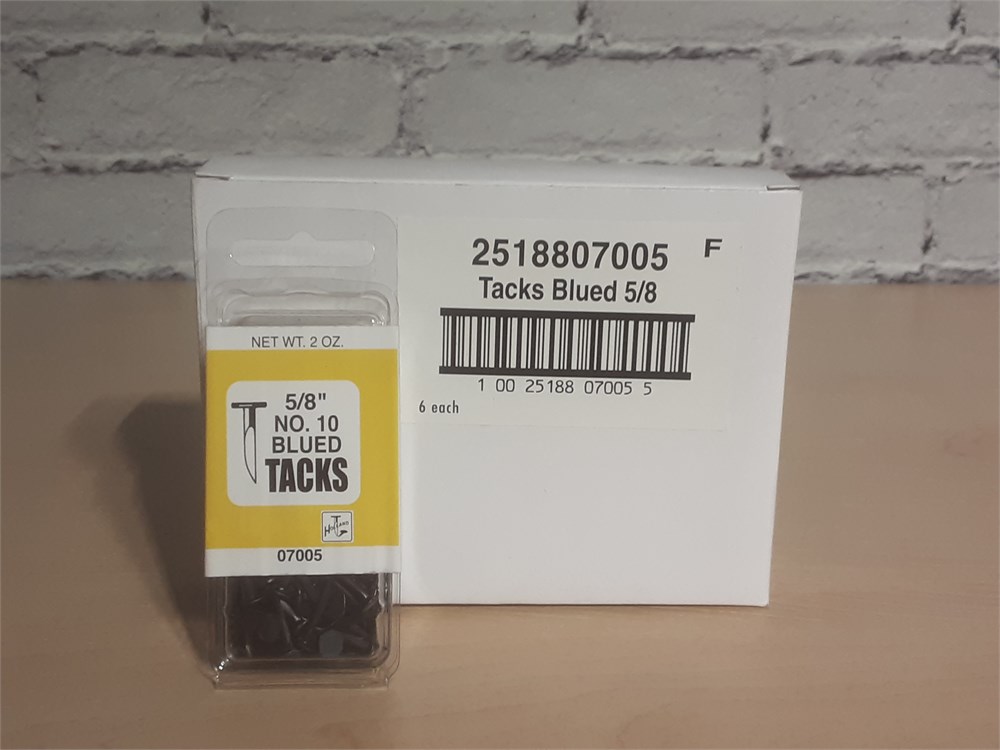 2518807005 F
Tacks Blued 5/8
1 00 25188 07005 5
6 each
NET WT. 2 OZ.
5/8"
NO. 10
BLUED
TACKS
HOLLAND
07005